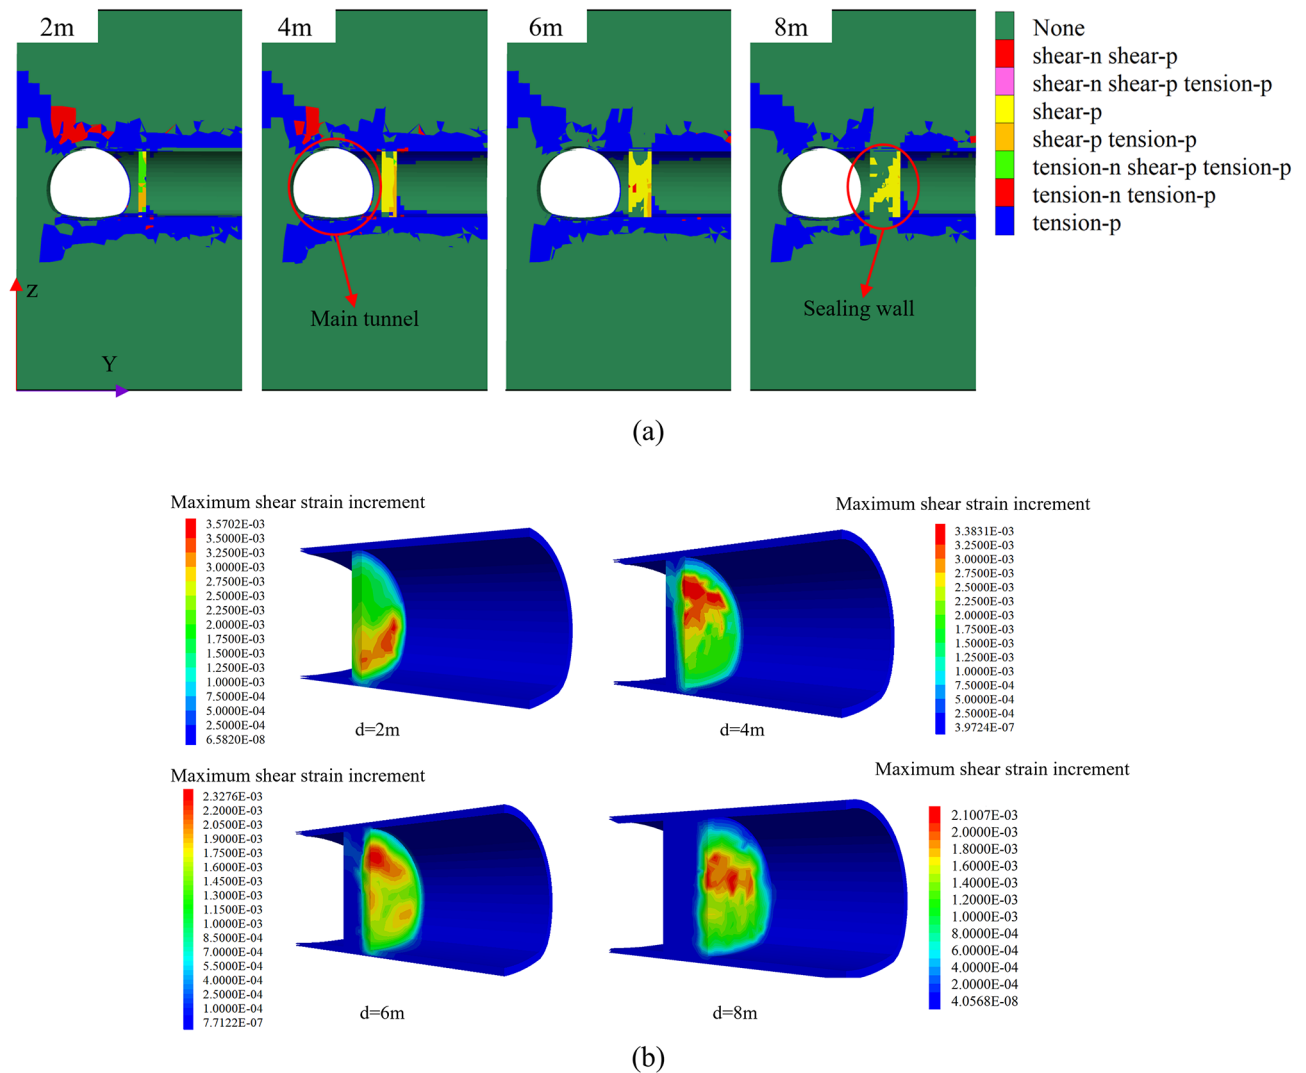 2m
4m
6m
8m
None
shear-n shear-p
shear-n shear-p tension-p
shear-p
shear-p tension-p
tension-n shear-p tension-p
tension-n tension-p
tension-p
z
Y
Main tunnel
Sealing wall
(a)
Maximum shear strain increment
3.5702E-03
3.5000E-03
3.2500E-03
3.0000E-03
2.7500E-03
2.5000E-03
2.2500E-03
2.0000E-03
1.7500E-03
1.5000E-03
1.2500E-03
1.0000E-03
7.5000E-04
5.0000E-04
2.5000E-04
6.5820E-08
d=2m
Maximum shear strain increment
3.3831E-03
3.2500E-03
3.0000E-03
2.7500E-03
2.5000E-03
2.2500E-03
2.0000E-03
1.7500E-03
1.5000E-03
1.2500E-03
1.0000E-03
7.5000E-04
5.0000E-04
2.5000E-04
3.9724E-07
d=4m
Maximum shear strain increment
2.3276E-03
2.2000E-03
2.0500E-03
1.9000E-03
1.7500E-03
1.6000E-03
1.4500E-03
1.3000E-03
1.1500E-03
1.0000E-03
8.5000E-04
7.0000E-04
5.5000E-04
4.0000E-04
2.5000E-04
1.0000E-04
7.7122E-07
d=6m
Maximum shear strain increment
2.1007E-03
2.0000E-03
1.8000E-03
1.6000E-03
1.4000E-03
1.2000E-03
1.0000E-03
8.0000E-04
6.0000E-04
4.0000E-04
2.0000E-04
4.0568E-08
d=8m
(b)